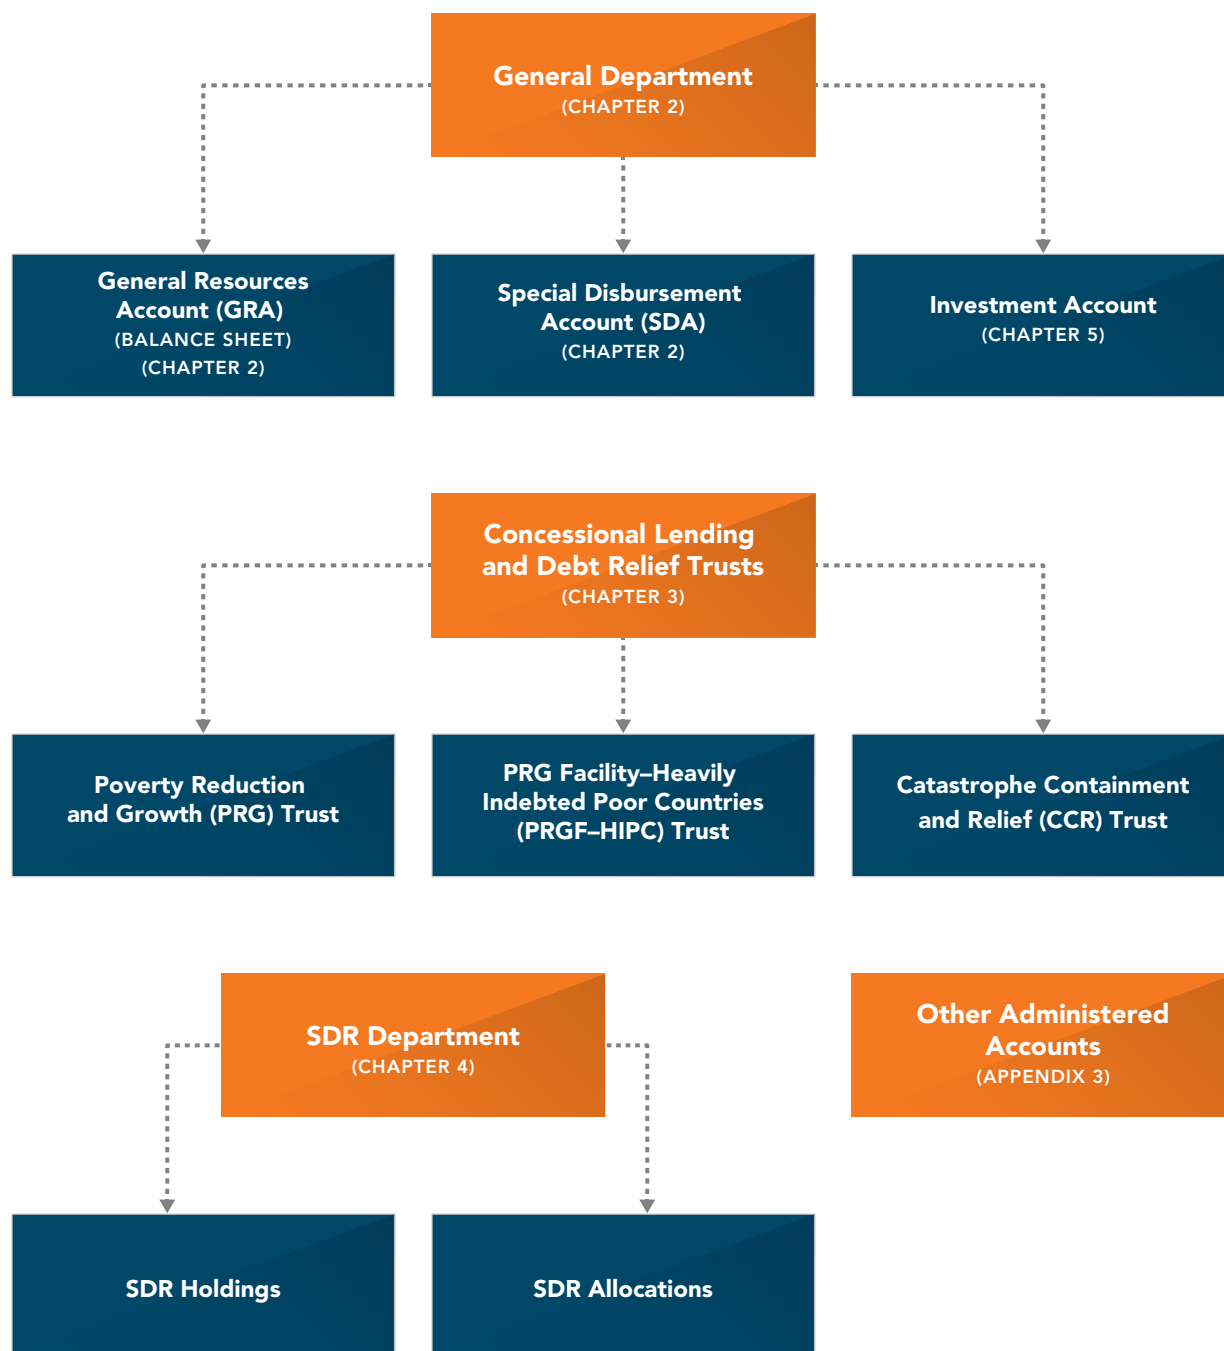 General Department
(CHAPTER 2)
General Resources
Account (GRA)
(BALANCE SHEET)
(CHAPTER 2)
Special Disbursement
Account (SDA)
(CHAPTER 2)
Investment Account
(CHAPTER 5)
Concessional Lending
and Debt Relief Trusts
(CHAPTER 3)
Poverty Reduction
and Growth (PRG) Trust
PRG Facility–Heavily
Indebted Poor Countries
(PRGF–HIPC) Trust
Catastrophe Containment
and Relief (CCR) Trust
SDR Department
(CHAPTER 4)
Other Administered
Accounts
(APPENDIX 3)
SDR Holdings
SDR Allocations